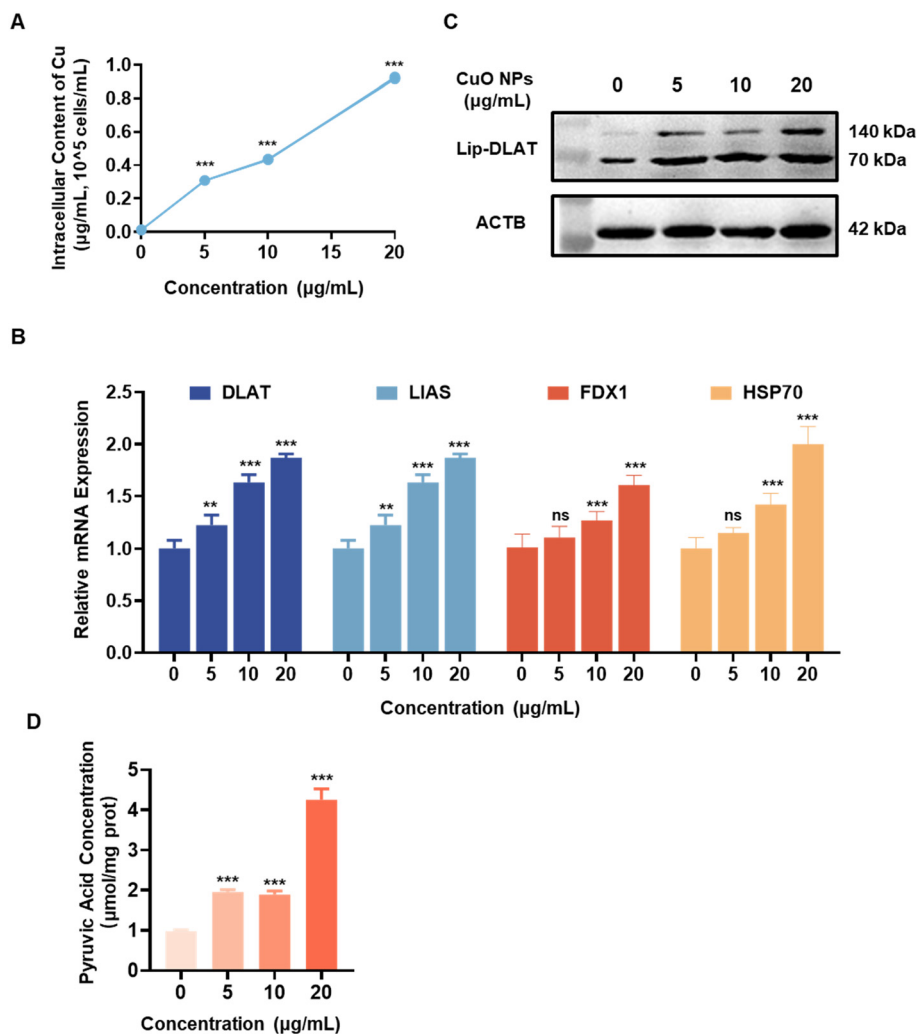 A
Intracellular Content of Cu
(µg/mL, 10^5 cells/mL)
1.0
0.8
0.6
0.4
0.2
0.0
***
***
***
0 5 10 20
Concentration (µg/mL)
C
CuO NPs
(µg/mL)
0 5 10 20
Lip-DLAT
140 kDa
70 kDa
ACTB
42 kDa
B
Relative mRNA Expression
2.5
2.0
1.5
1.0
0.5
0.0
DLAT LIAS FDX1 HSP70
** *** *** ** *** *** ns *** *** ns *** ***
0 5 10 20 0 5 10 20 0 5 10 20 0 5 10 20
Concentration (µg/mL)
D
Pyruvic Acid Concentration
(µmol/mg prot)
5
4
3
2
1
0
*** *** ***
0 5 10 20
Concentration (µg/mL)